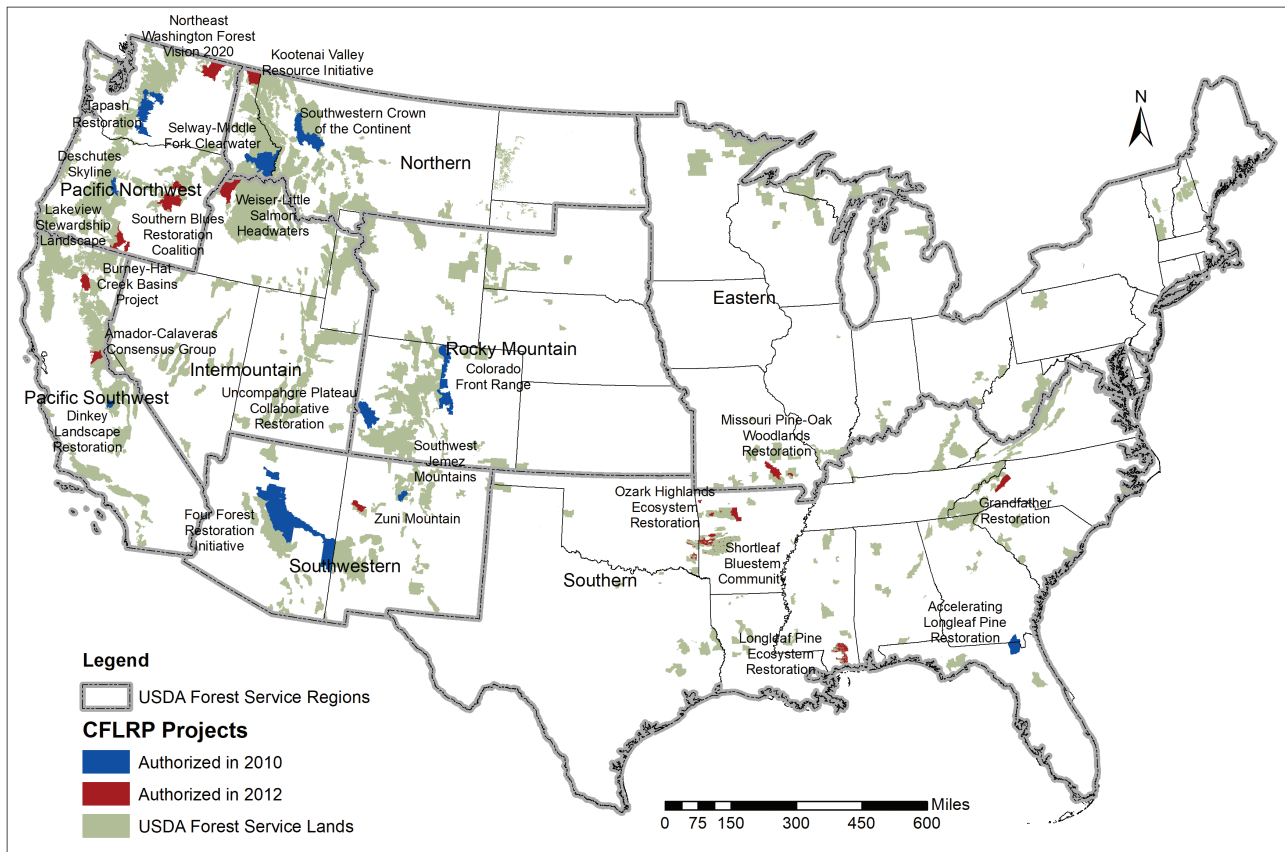 Northeast
Washington Forest
Vision 2020
Kootenai Valley
Resource Initiative
Tapash
Restoration
Selway-Middle
Fork Clearwater
Southwestern Crown
of the Continent
N
Northern
Deschutes
Skyline
Pacific Northwest
Lakeview
Stewardship
Landscape
Southern Blues
Restoration
Coalition
Weiser-Little
Salmon
Headwaters
Burney-Hat
Creek Basins
Project
Eastern
Amador-Calaveras
Consensus Group
Rocky Mountain
Colorado
Front Range
Intermountain
Uncompahgre Plateau
Collaborative
Restoration
Pacific Southwest
Dinkey
Landscape
Restoration
Missouri Pine-Oak
Woodlands
Restoration
Southwest
Jemez
Mountains
Zuni Mountain
Four Forest
Restoration
Initiative
Ozark Highlands
Ecosystem
Restoration
Grandfather
Restoration
Southwestern
Shortleaf
Bluestem
Community
Southern
Accelerating
Longleaf Pine
Restoration
Longleaf Pine
Ecosystem
Restoration
Legend
USDA Forest Service Regions
CFLRP Projects
Authorized in 2010
Authorized in 2012
USDA Forest Service Lands
Miles
0 75 150 300 450 600